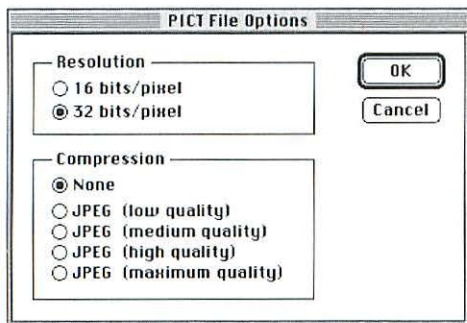 PICT File Options
Resolution
16 bits/pixel
32 bits/pixel
OK
Cancel
Compression
None
JPEG (low quality)
JPEG (medium quality)
JPEG (high quality)
JPEG (maximum quality)